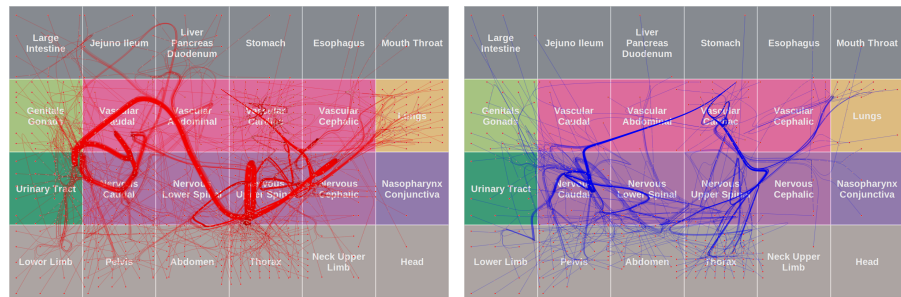 Large
Intestine
Jejuno Ileum
Liver
Pancreas
Duodenum
Stomach
Esophagus
Mouth Throat
Genitals
Gonads
Vascular
Caudal
Vascular
Abdominal
Vascular
Cardiac
Vascular
Cephalic
Lungs
Urinary Tract
Nervous
Caudal
Nervous
Lower Spinal
Nervous
Upper Spinal
Nervous
Cephalic
Nasopharynx
Conjunctiva
Lower Limb
Pelvis
Abdomen
Thorax
Neck Upper
Limb
Head
Large
Intestine
Jejuno Ileum
Liver
Pancreas
Duodenum
Stomach
Esophagus
Mouth Throat
Genitals
Gonads
Vascular
Caudal
Vascular
Abdominal
Vascular
Cardiac
Vascular
Cephalic
Lungs
Urinary Tract
Nervous
Caudal
Nervous
Lower Spinal
Nervous
Upper Spinal
Nervous
Cephalic
Nasopharynx
Conjunctiva
Lower Limb
Pelvis
Abdomen
Thorax
Neck Upper
Limb
Head